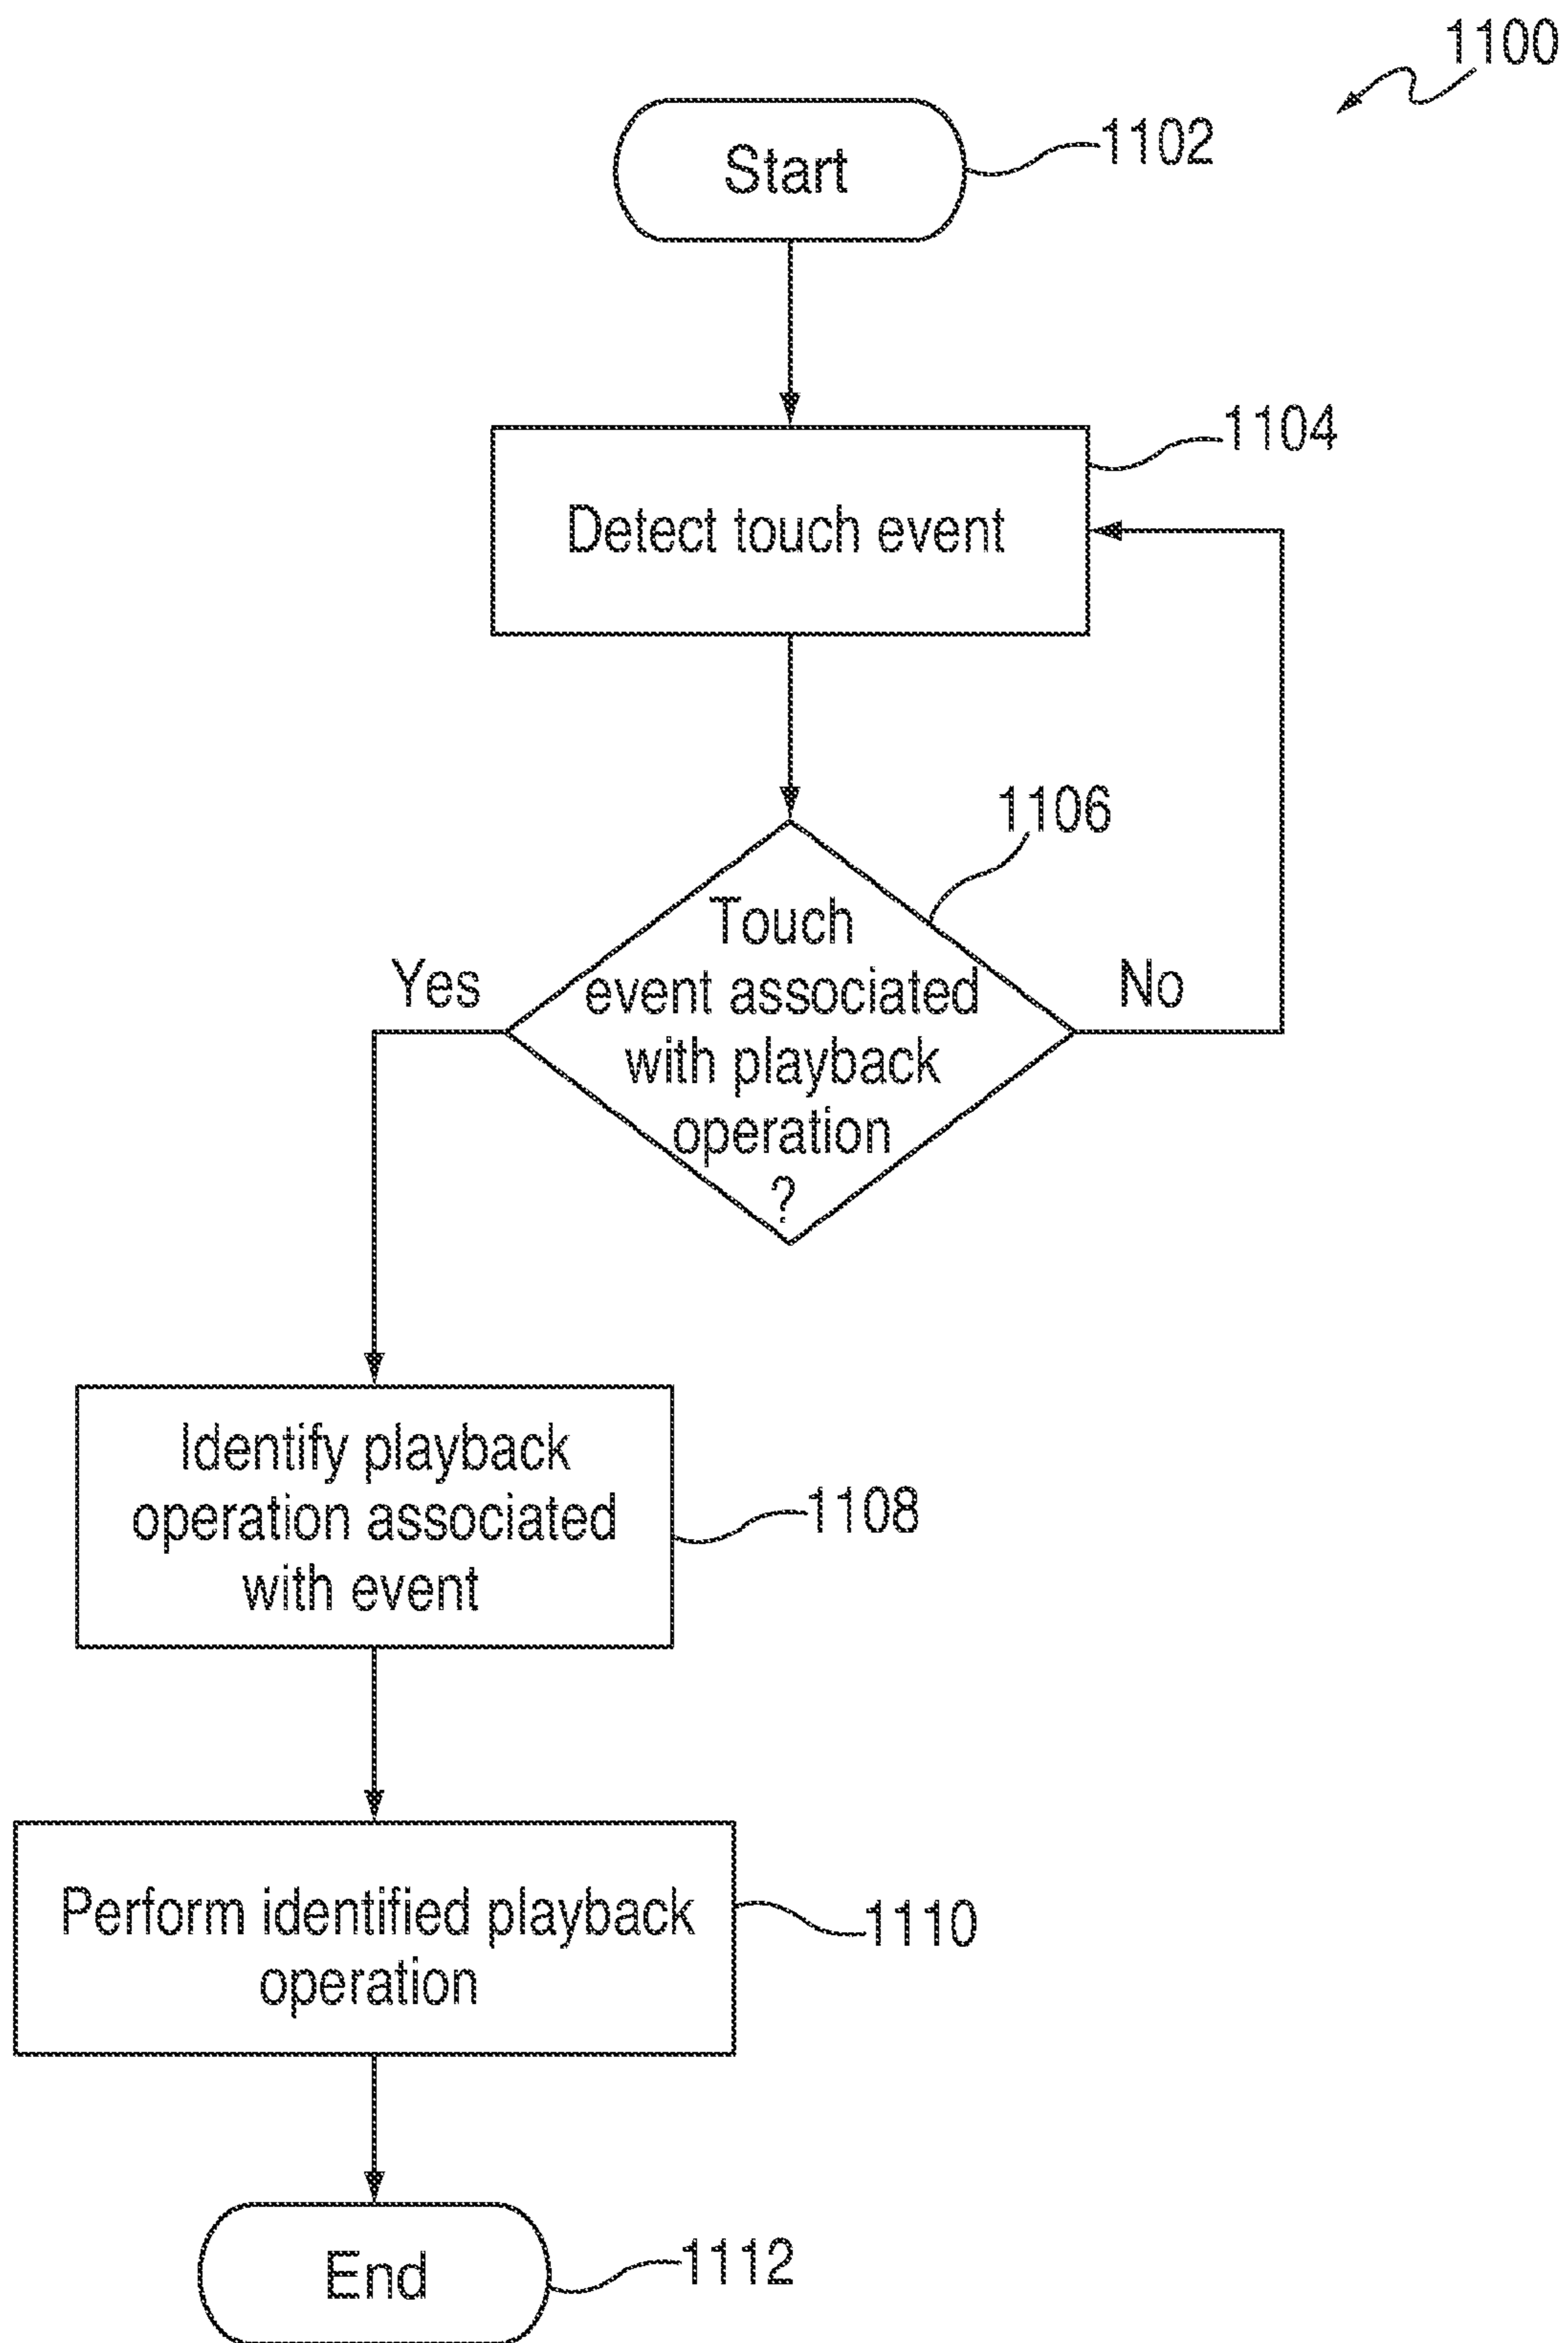 1100
Start
1102
Detect touch event
1104
1106
Touch
event associated
with playback
operation
?
Yes
No
Identify playback
operation associated
with event
1108
Perform identified playback
operation
1110
End
1112